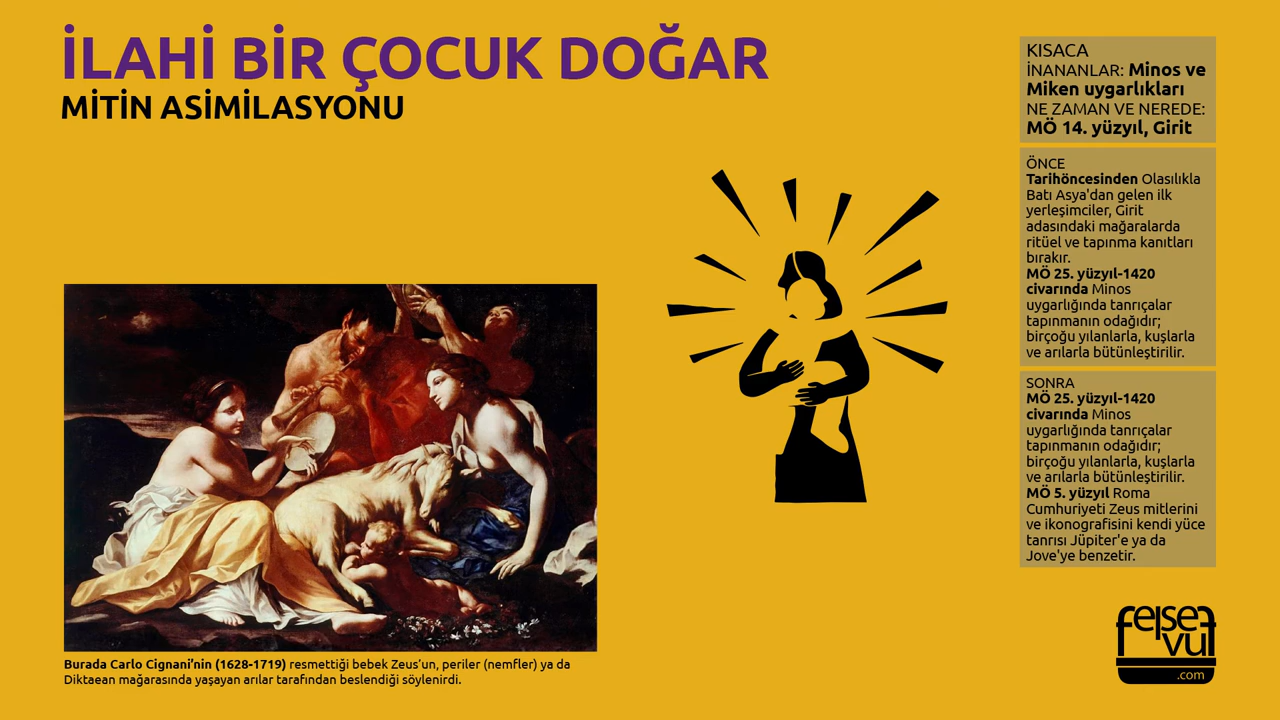 İLAHİ BİR ÇOCUK DOĞAR
MİTİN ASİMİLASYONU
KISACA
İNANANLAR: Minos ve
Miken uygarlıkları
NE ZAMAN VE NEREDE:
MÖ 14. yüzyıl, Girit
ÖNCE
Tarihöncesinden Olasılıkla
Batı Asya'dan gelen ilk
yerleşimciler, Girit
adasındaki mağaralarda
ritüel ve tapınma kanıtları
bırakır.
MÖ 25. yüzyıl-1420
civarında Minos
uygarlığında tanrıçalar
tapınmanın odağıdır;
birçoğu yılanlarla, kuşlarla
ve arılarla bütünleştirilir.
SONRA
MÖ 25. yüzyıl-1420
civarında Minos
uygarlığında tanrıçalar
tapınmanın odağıdır;
birçoğu yılanlarla, kuşlarla
ve arılarla bütünleştirilir.
MÖ 5. yüzyıl Roma
Cumhuriyeti Zeus mitlerini
ve ikonografisini kendi yüce
tanrısı Jüpiter'e ya da
Jove'ye benzetir.
Burada Carlo Cignani’nin (1628-1719) resmettiği bebek Zeus’un, periler (nemfler) ya da
Diktaean mağarasında yaşayan arılar tarafından beslendiği söylenirdi.
felsefe
vul
.com